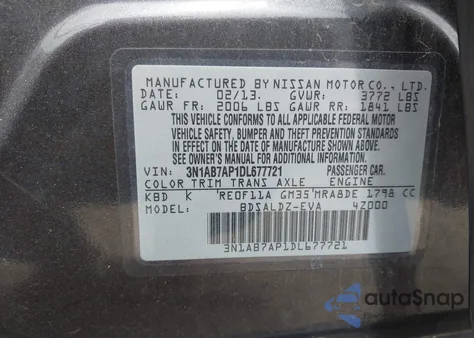 MANUFACTURED BY NISSAN MOTOR CO., LTD.
DATE: 02/13. GVWR: 3772 LBS
GAWR FR: 2006 LBS GAWR RR: 1841 LBS
THIS VEHICLE CONFORMS TO ALL APPLICABLE FEDERAL MOTOR
VEHICLE SAFETY, BUMPER AND THEFT PREVENTION STANDARDS
IN EFFECT ON THE DATE OF MANUFACTURE SHOWN ABOVE.
SEE OWNER'S MANUAL FOR ADDITIONAL INFORMATION.
VIN: 3N1AB7AP1DL677721 PASSENGER CAR.
COLOR TRIM TRANS AXLE ENGINE
KBD K RE0F11A GM35 MRA8DE 1798 CC
MODEL: BDSALDZ-EVA 4Z000
3N1AB7AP1DL677721
autoSnap